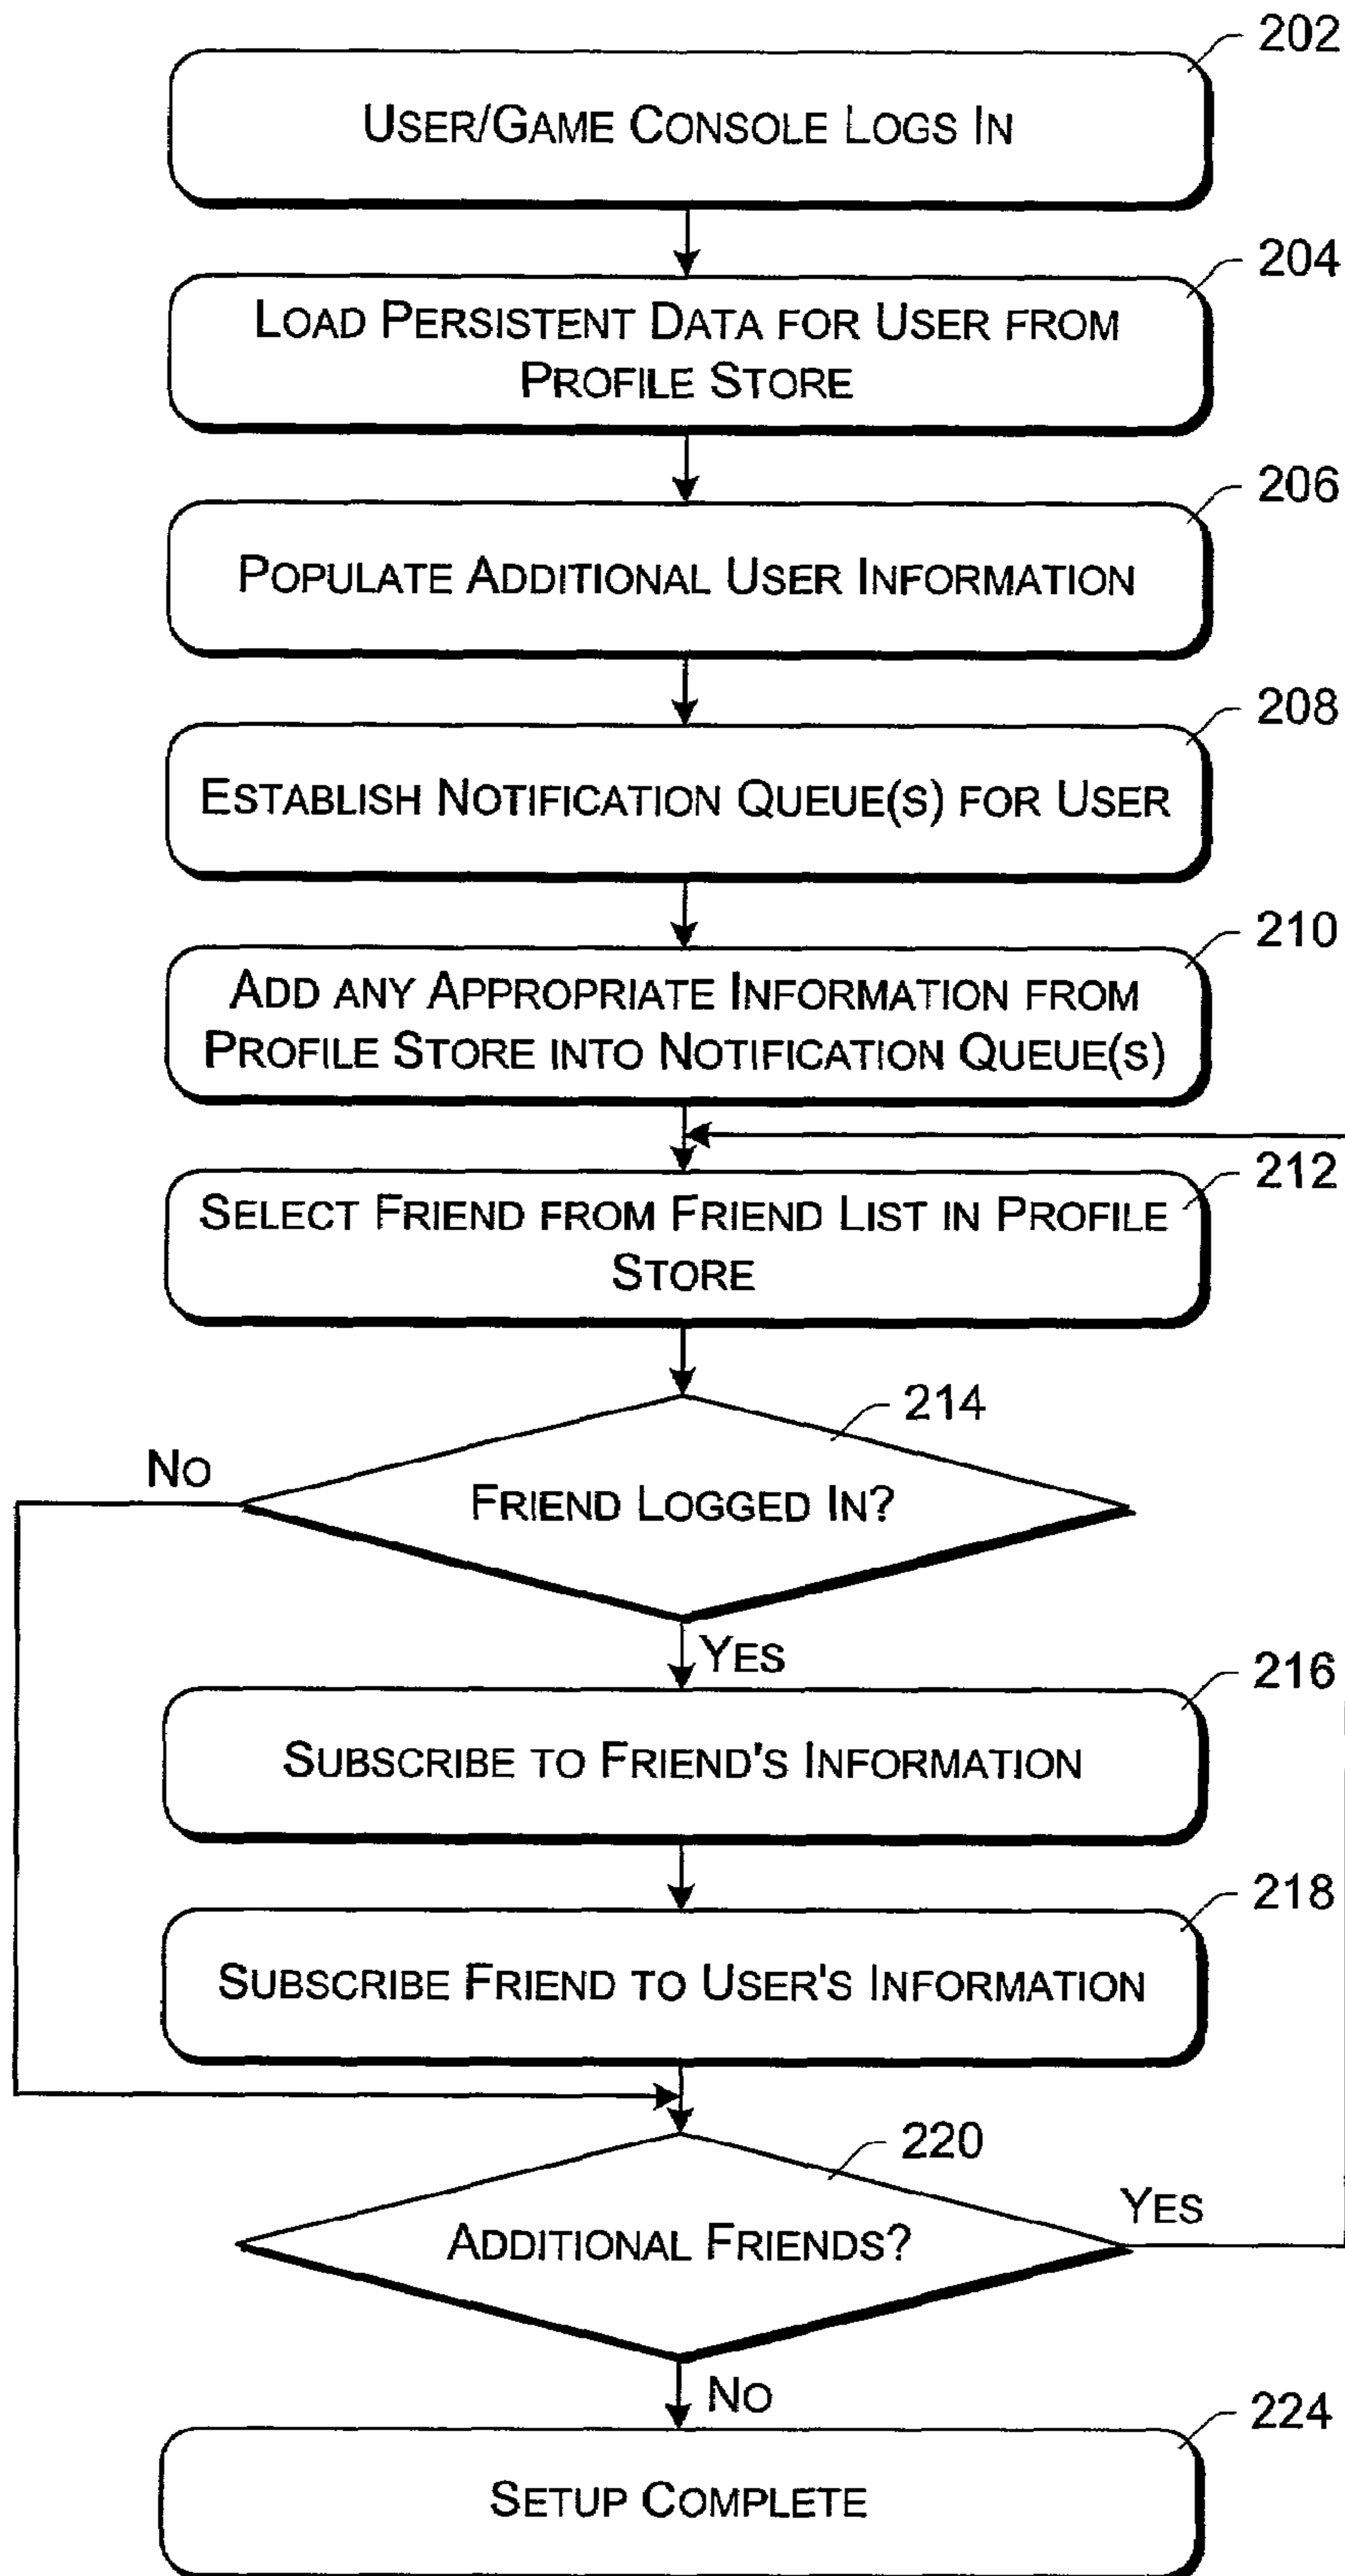 202
USER/GAME CONSOLE LOGS IN
204
LOAD PERSISTENT DATA FOR USER FROM
PROFILE STORE
206
POPULATE ADDITIONAL USER INFORMATION
208
ESTABLISH NOTIFICATION QUEUE(S) FOR USER
210
ADD ANY APPROPRIATE INFORMATION FROM
PROFILE STORE INTO NOTIFICATION QUEUE(S)
212
SELECT FRIEND FROM FRIEND LIST IN PROFILE
STORE
214
NO
FRIEND LOGGED IN?
YES
216
SUBSCRIBE TO FRIEND'S INFORMATION
218
SUBSCRIBE FRIEND TO USER'S INFORMATION
220
YES
ADDITIONAL FRIENDS?
NO
224
SETUP COMPLETE